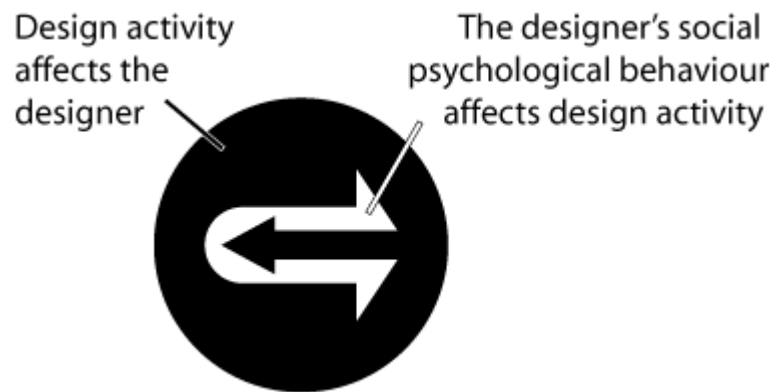 Design activity
affects the
designer
The designer’s social
psychological behaviour
affects design activity